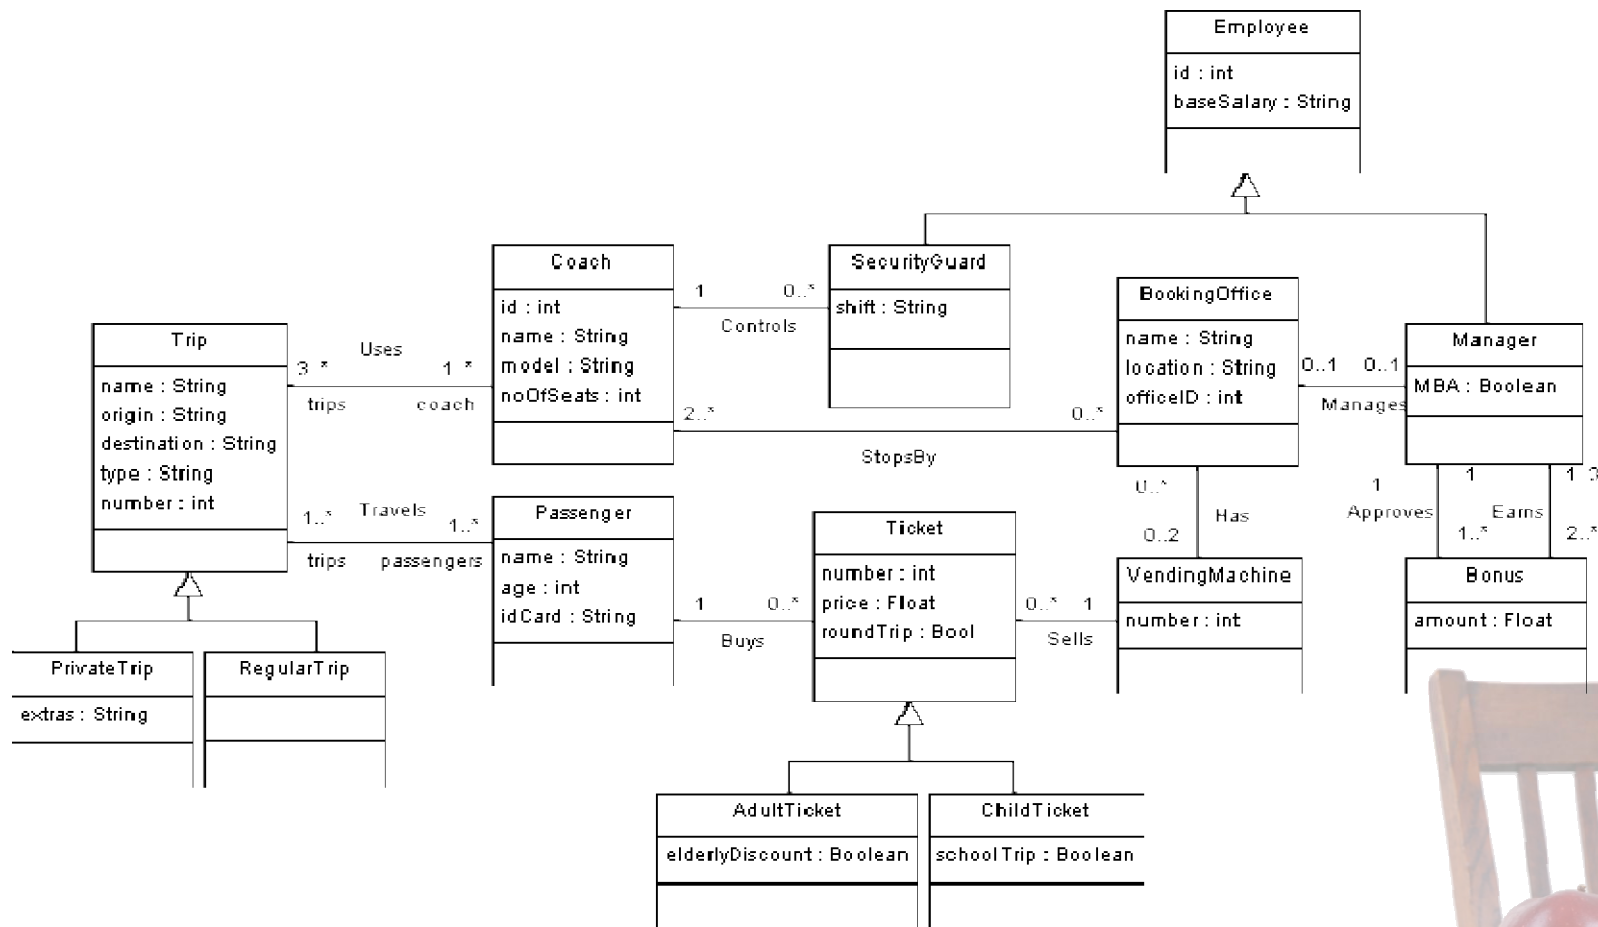 Employee
id : int
baseSalary : String
Coach
id : int
name : String
model : String
noOfSeats : int
1
0..*
Controls
SecurityGuard
shift : String
BookingOffice
name : String
location : String
officeID : int
0..1
0..1
Manages
Manager
MBA : Boolean
Trip
name : String
origin : String
destination : String
type : String
number : int
Uses
3 *
1 *
trips
coach
2..*
0..*
StopsBy
Travels
1..*
1..*
trips
passengers
Passenger
name : String
age : int
idCard : String
1
0..*
Buys
Ticket
number : int
price : Float
roundTrip : Bool
0..*
1
Sells
0..*
Has
0..2
VendingMachine
number : int
1
1
1 3
Approves
Earns
1..*
2..*
Bonus
amount : Float
PrivateTrip
extras : String
RegularTrip
AdultTicket
elderlyDiscount : Boolean
ChildTicket
schoolTrip : Boolean